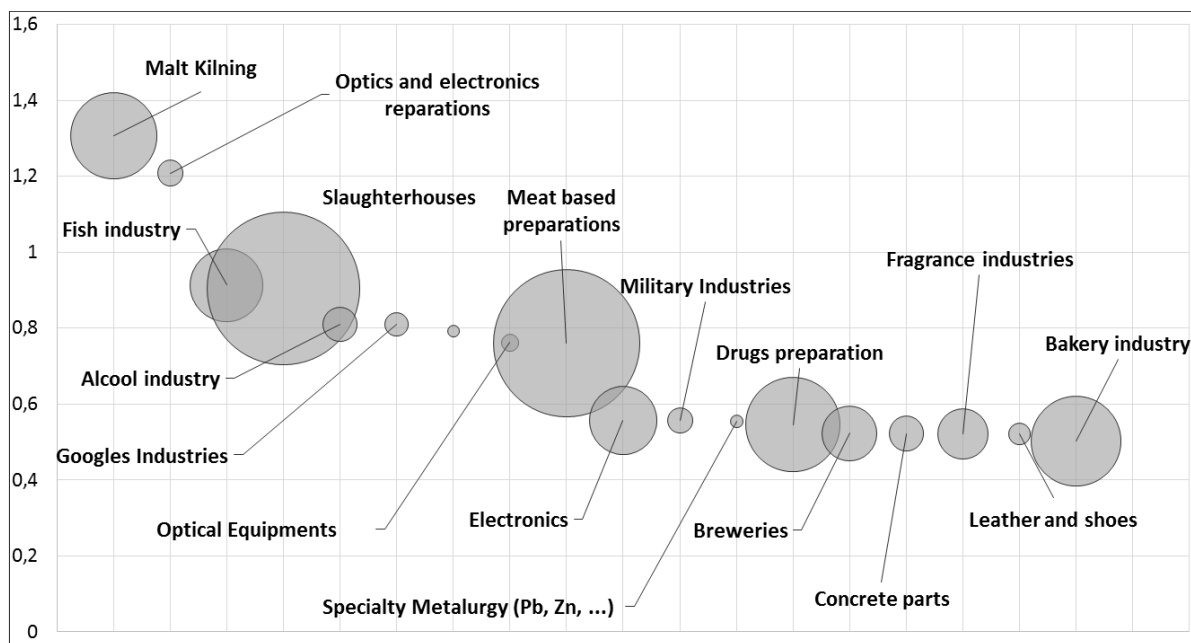 1,6
Malt Kilning
Optics and electronics
reparations
1,4
1,2
Slaughterhouses
Meat based
preparations
Fish industry
1
Fragrance industries
Military Industries
0,8
Drugs preparation
Bakery industry
Alcool industry
0,6
Googles Industries
0,4
Optical Equipments
Electronics
Breweries
Leather and shoes
0,2
Specialty Metalurgy (Pb, Zn, ...)
Concrete parts
0